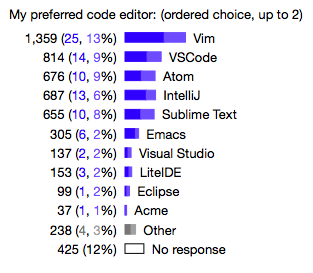 My preferred code editor: (ordered choice, up to 2)
1,359 (25, 13%) Vim
814 (14, 9%) VSCode
676 (10, 9%) Atom
687 (13, 6%) IntelliJ
655 (10, 8%) Sublime Text
305 (6, 2%) Emacs
137 (2, 2%) Visual Studio
153 (3, 2%) LiteIDE
99 (1, 2%) Eclipse
37 (1, 1%) Acme
238 (4, 3%) Other
425 (12%) No response